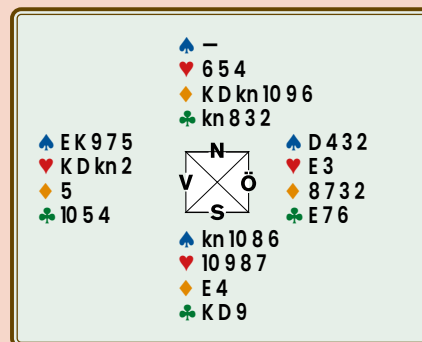 ♠ –
♥ 6 5 4
♦ K D kn 10 9 6
♣ kn 8 3 2
♠ E K 9 7 5
♥ K D kn 2
♦ 5
♣ 10 5 4
N
V Ö
S
♠ D 4 3 2
♥ E 3
♦ 8 7 3 2
♣ E 7 6
♠ kn 10 8 6
♥ 10 9 8 7
♦ E 4
♣ K D 9